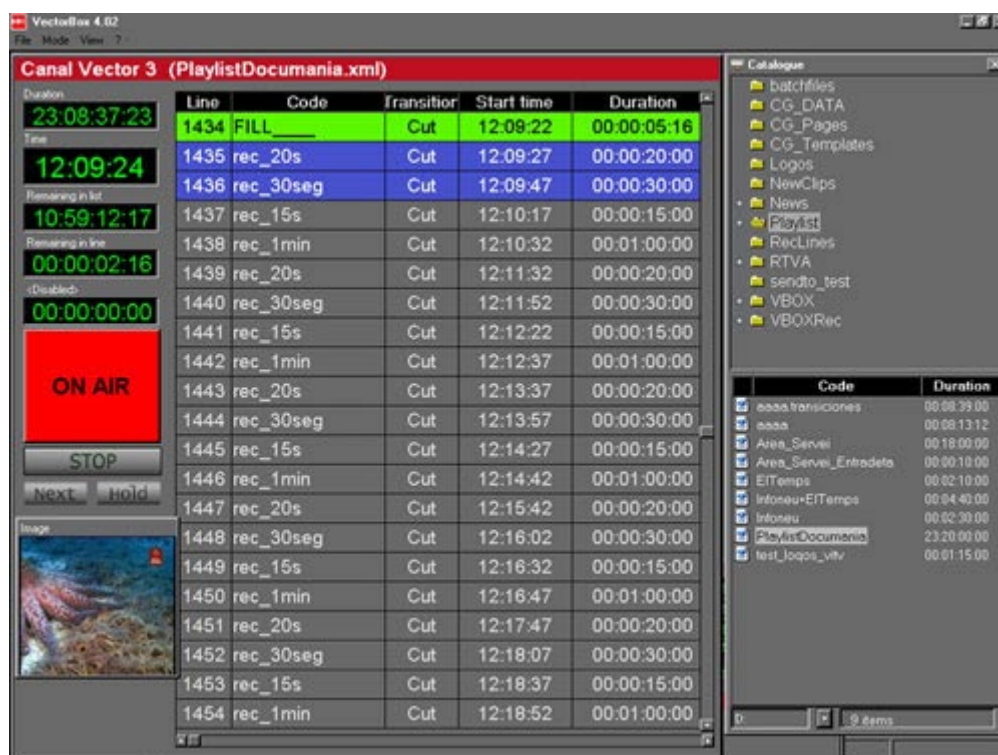 VectorBox 4.02
File Mode View ?
Canal Vector 3 (PlaylistDocumania.xml)
Duration
23:08:37:23
Time
12:09:24
Remaining in list
10:59:12:17
Remaining in line
00:00:02:16
<Disabled>
00:00:00:00
ON AIR
STOP
Next Hold
Image
Line Code Transition Start time Duration
1434 FILL____ Cut 12:09:22 00:00:05:16
1435 rec_20s Cut 12:09:27 00:00:20:00
1436 rec_30seg Cut 12:09:47 00:00:30:00
1437 rec_15s Cut 12:10:17 00:00:15:00
1438 rec_1min Cut 12:10:32 00:01:00:00
1439 rec_20s Cut 12:11:32 00:00:20:00
1440 rec_30seg Cut 12:11:52 00:00:30:00
1441 rec_15s Cut 12:12:22 00:00:15:00
1442 rec_1min Cut 12:12:37 00:01:00:00
1443 rec_20s Cut 12:13:37 00:00:20:00
1444 rec_30seg Cut 12:13:57 00:00:30:00
1445 rec_15s Cut 12:14:27 00:00:15:00
1446 rec_1min Cut 12:14:42 00:01:00:00
1447 rec_20s Cut 12:15:42 00:00:20:00
1448 rec_30seg Cut 12:16:02 00:00:30:00
1449 rec_15s Cut 12:16:32 00:00:15:00
1450 rec_1min Cut 12:16:47 00:01:00:00
1451 rec_20s Cut 12:17:47 00:00:20:00
1452 rec_30seg Cut 12:18:07 00:00:30:00
1453 rec_15s Cut 12:18:37 00:00:15:00
1454 rec_1min Cut 12:18:52 00:01:00:00
Catalogue
batchfiles
CG_DATA
CG_Pages
CG_Templates
Logos
NewClips
News
Playlist
RecLines
RTVA
sendto_test
VBOX
VBOXRec
Code Duration
aaaa.transiciones 00:08:39:00
aaaa 00:08:13:12
Area_Servei 00:18:00:00
Area_Servei_Entradeta 00:00:10:00
ElTemps 00:02:10:00
Infoneu+ElTemps 00:04:40:00
Infoneu 00:02:30:00
PlaylistDocumania 23:20:00:00
test_logos_vitv 00:01:15:00
D: 9 items